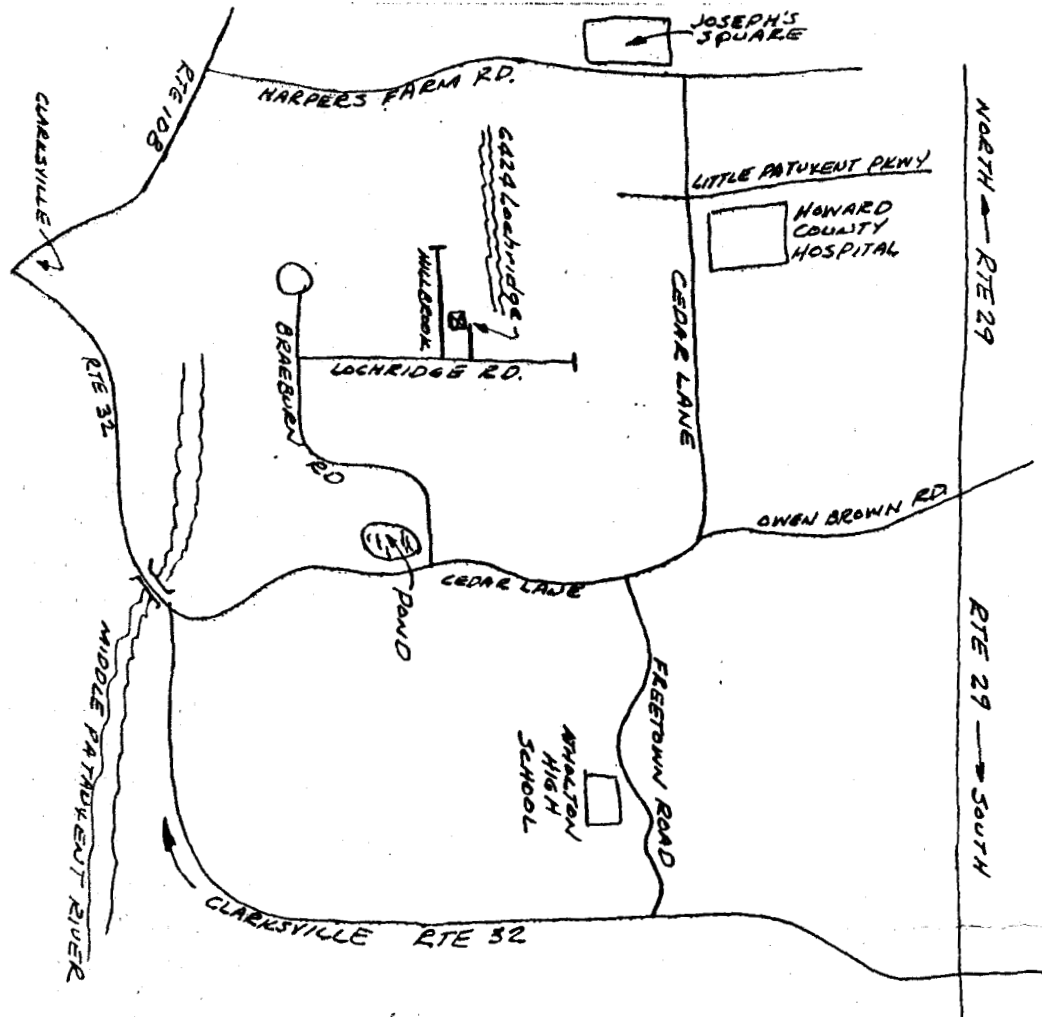 JOSEPH'S
SQUARE
HARPERS FARM RD.
RTE 108
CLARKSVILLE
6424 Lochridge
LITTLE PATUXENT PKWY
HOWARD
COUNTY
HOSPITAL
NORTH
RTE 29
HILLBROOK
CEDAR LANE
BRAEBURN
RD
LOCHRIDGE RD.
RTE 32
OWEN BROWN RD.
CEDAR LANE
POND
RTE 29
SOUTH
MIDDLE PATUXENT RIVER
FREETOWN ROAD
ATHOLTON
HIGH
SCHOOL
CLARKSVILLE RTE 32